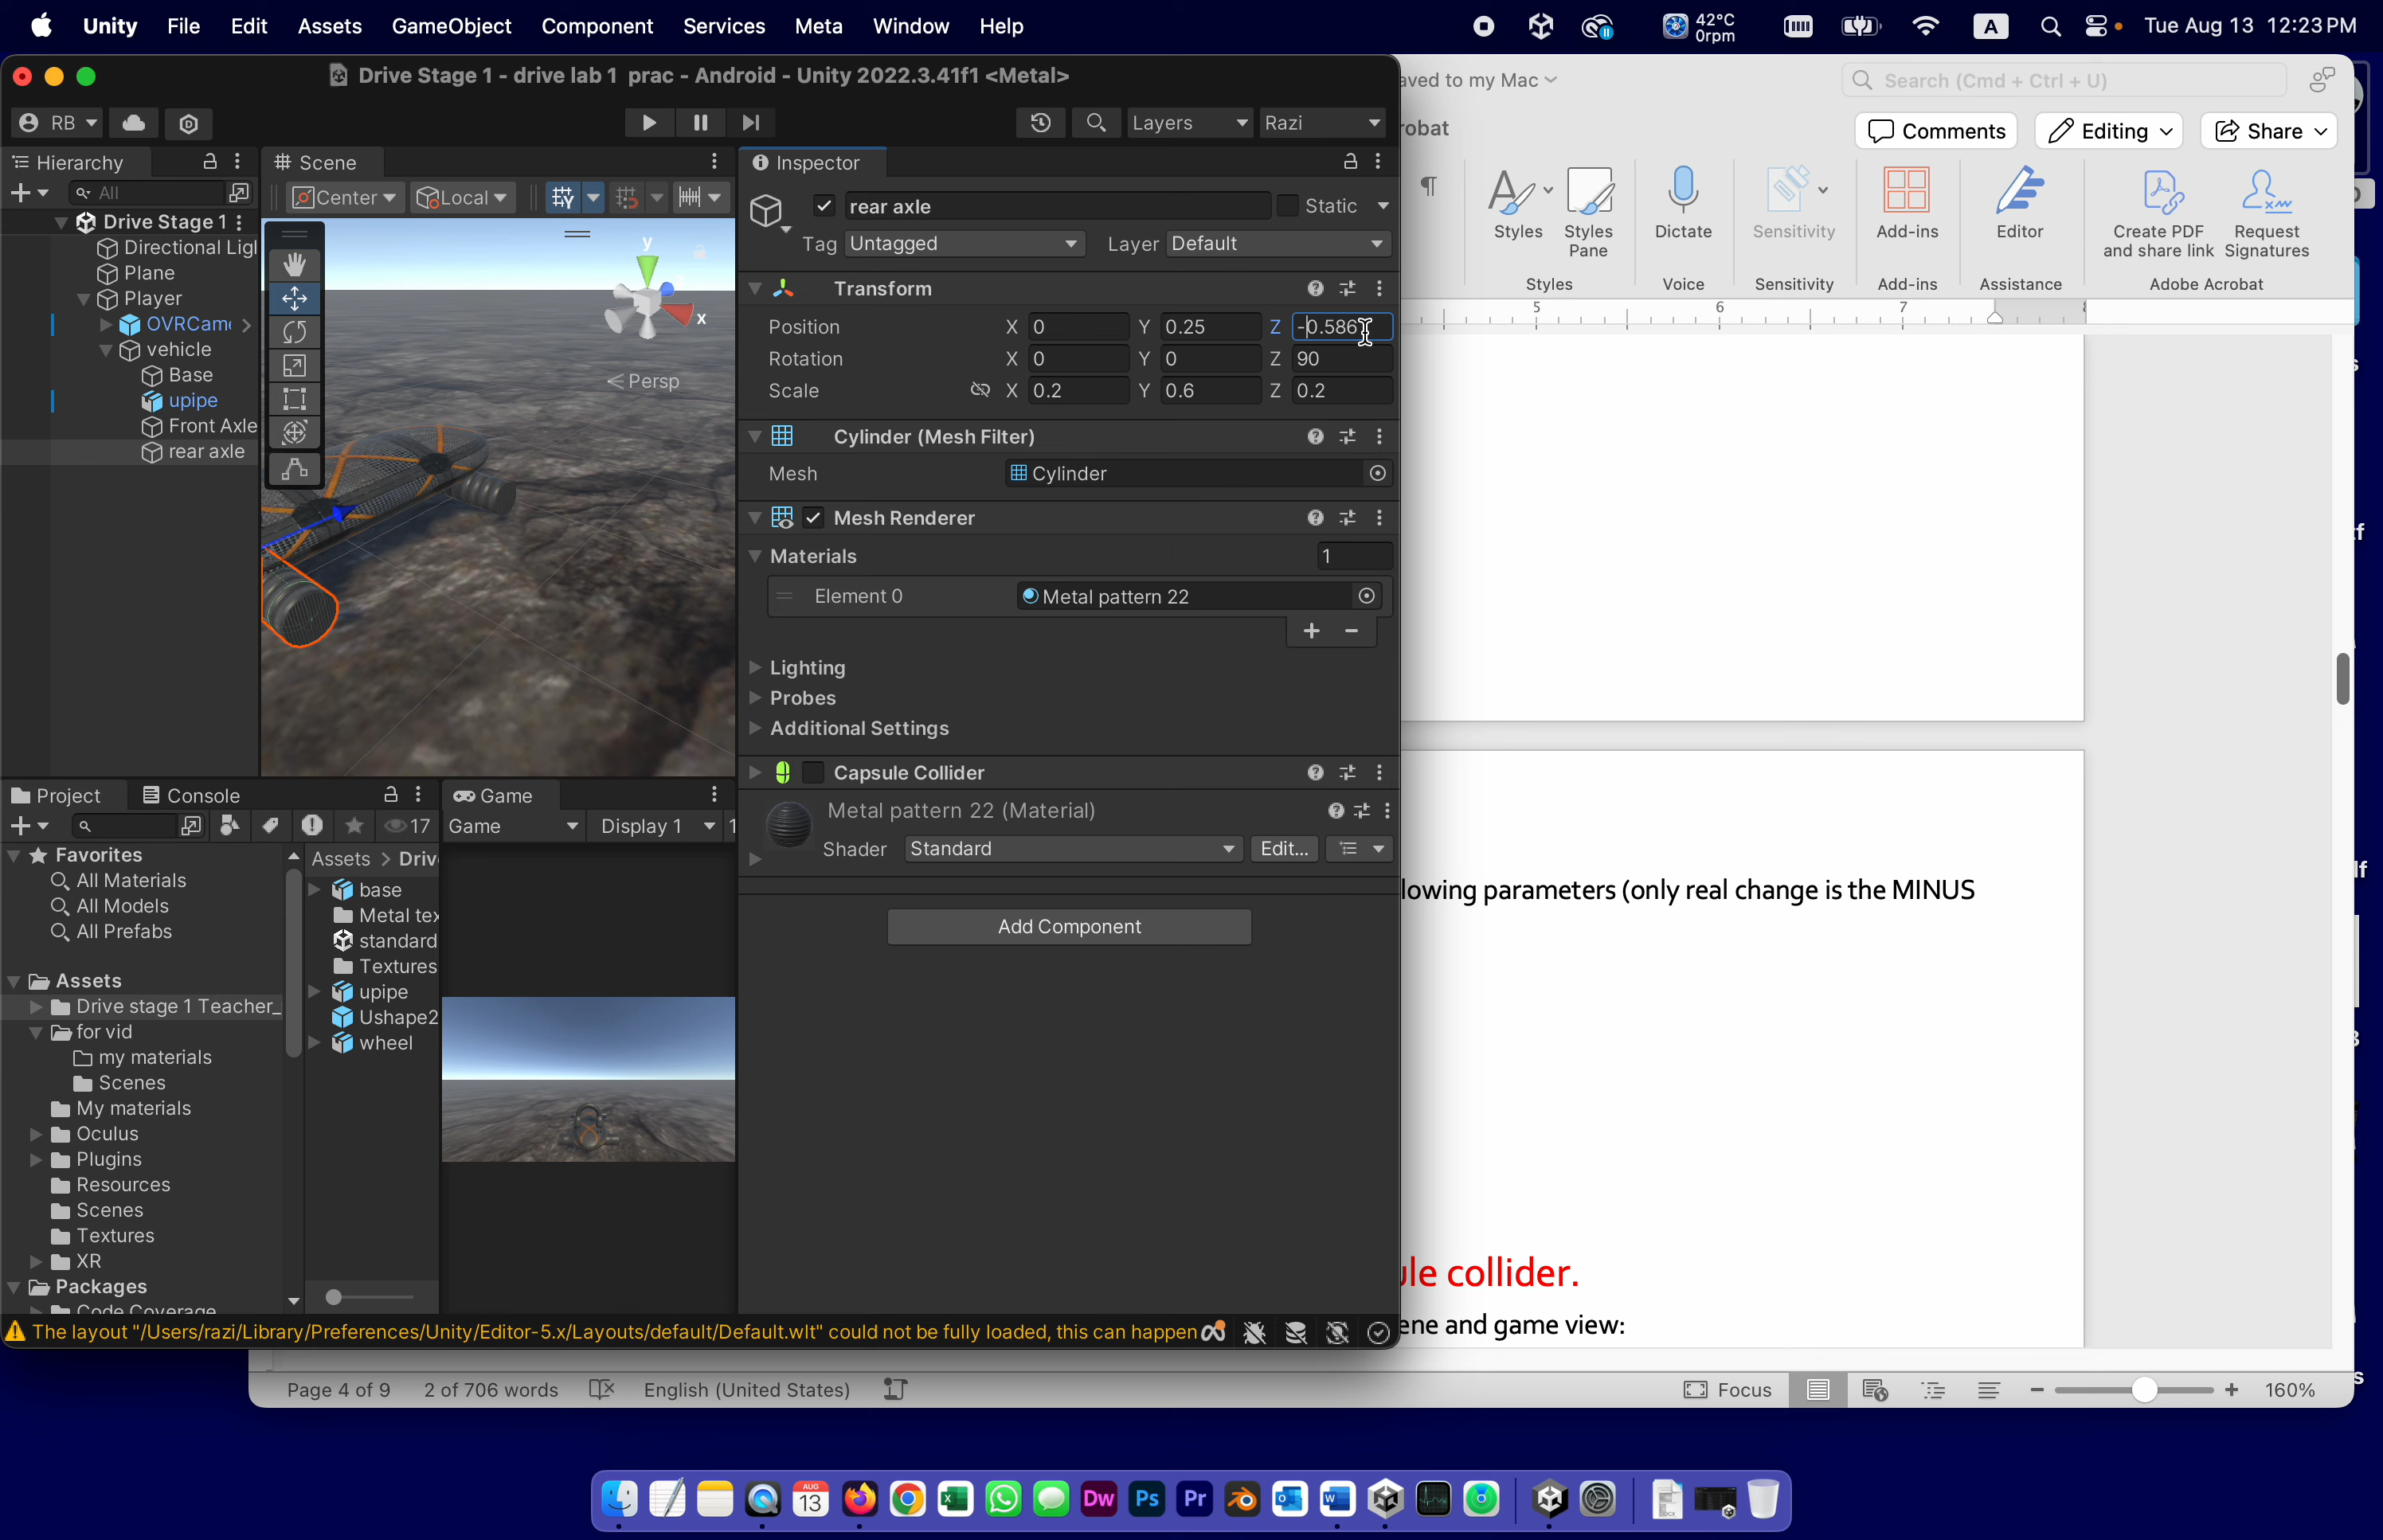 Unity File Edit Assets GameObject Component Services Meta Window Help
42°C
0rpm
A
Tue Aug 13 12:23 PM
Drive Stage 1 - drive lab 1 prac - Android - Unity 2022.3.41f1 <Metal>
RB
Layers
Razi
Hierarchy
All
Drive Stage 1
Directional Ligl
Plane
Player
OVRCam
vehicle
Base
upipe
Front Axle
rear axle
Scene
Center
Local
y
x
Persp
Inspector
rear axle
Static
Tag Untagged
Layer Default
Transform
Position X 0 Y 0.25 Z -0.586
Rotation X 0 Y 0 Z 90
Scale X 0.2 Y 0.6 Z 0.2
Cylinder (Mesh Filter)
Mesh Cylinder
Mesh Renderer
Materials 1
Element 0 Metal pattern 22
Lighting
Probes
Additional Settings
Capsule Collider
Metal pattern 22 (Material)
Shader Standard Edit...
Add Component
Project
Console
17
Favorites
All Materials
All Models
All Prefabs
Assets
Drive stage 1 Teacher_
for vid
my materials
Scenes
My materials
Oculus
Plugins
Resources
Scenes
Textures
XR
Packages
Code Coverage
Assets > Driv
base
Metal tex
standard
Textures
upipe
Ushape2
wheel
Game
Game
Display 1
The layout "/Users/razi/Library/Preferences/Unity/Editor-5.x/Layouts/default/Default.wlt" could not be fully loaded, this can happen
aved to my Mac
Search (Cmd + Ctrl + U)
robat
Comments
Editing
Share
Styles
Styles
Pane
Dictate
Sensitivity
Add-ins
Editor
Create PDF
and share link
Request
Signatures
Styles
Voice
Sensitivity
Add-ins
Assistance
Adobe Acrobat
5 6 7
lowing parameters (only real change is the MINUS
le collider.
ene and game view:
Page 4 of 9
2 of 706 words
English (United States)
Focus
160%
AUG
13
Dw
Ps
Pr
DOCX